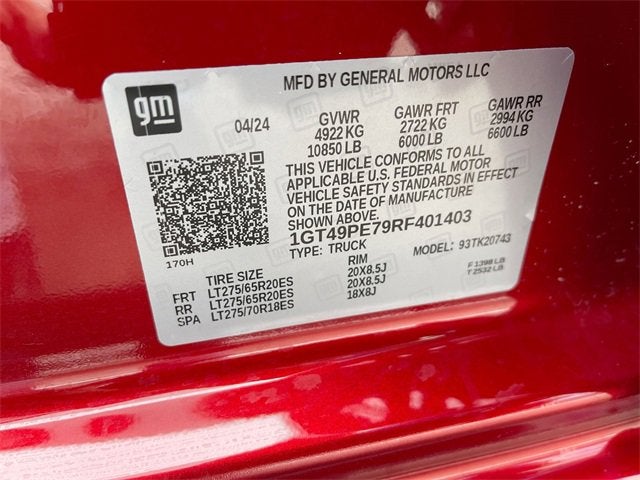 MFD BY GENERAL MOTORS LLC
gm
04/24
GVWR
4922 KG
10850 LB
GAWR FRT
2722 KG
6000 LB
GAWR RR
2994 KG
6600 LB
THIS VEHICLE CONFORMS TO ALL
APPLICABLE U.S. FEDERAL MOTOR
VEHICLE SAFETY STANDARDS IN EFFECT
ON THE DATE OF MANUFACTURE
SHOWN ABOVE.
1GT49PE79RF401403
170H
TYPE: TRUCK
MODEL: 93TK20743
TIRE SIZE RIM
FRT LT275/65R20ES 20X8.5J
RR LT275/65R20ES 20X8.5J
SPA LT275/70R18ES 18X8J
F 1398 LB
T 2532 LB